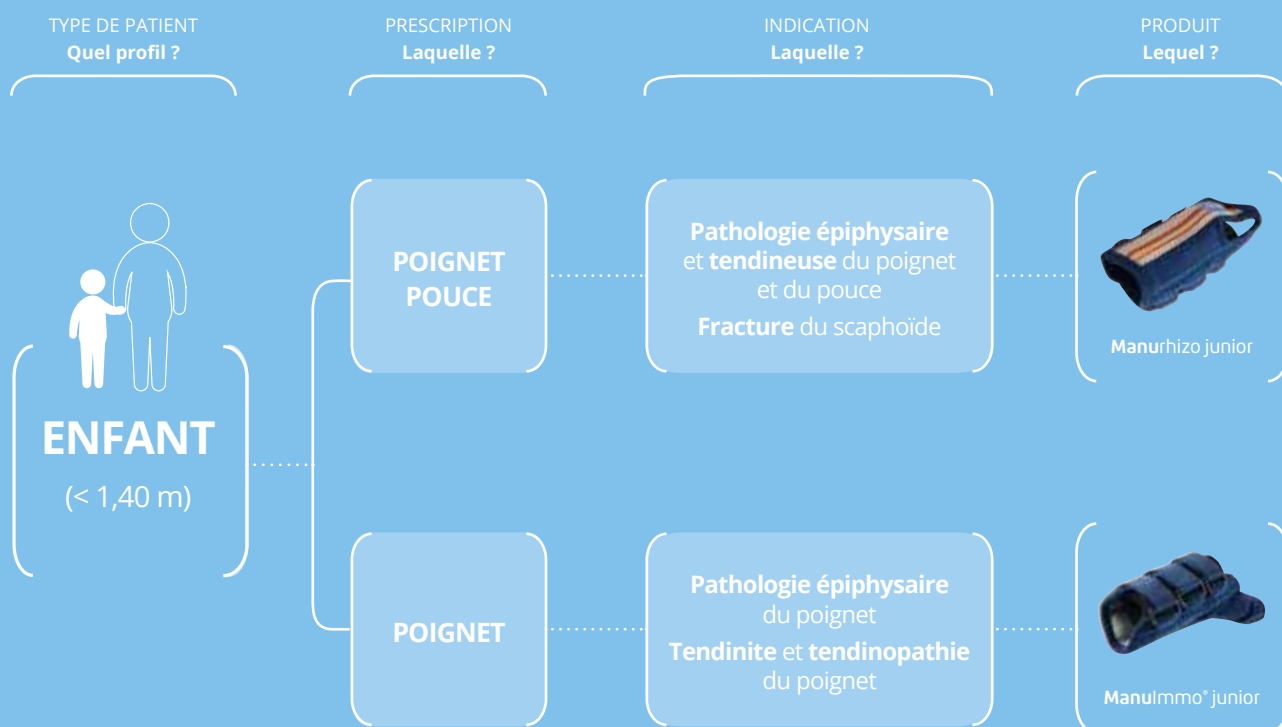 TYPE DE PATIENT
Quel profil ?
PRESCRIPTION
Laquelle ?
INDICATION
Laquelle ?
PRODUIT
Lequel ?
ENFANT
(< 1,40 m)
POIGNET
POUCE
Pathologie épiphysaire
et tendineuse du poignet
et du pouce
Fracture du scaphoïde
Manurhizo junior
POIGNET
Pathologie épiphysaire
du poignet
Tendinite et tendinopathie
du poignet
ManuImmo® junior